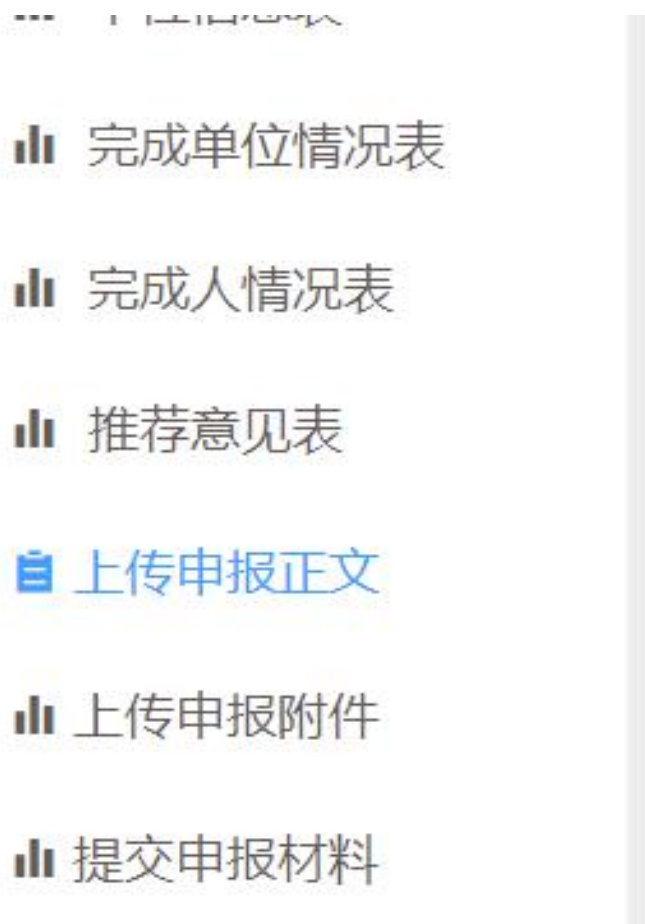 完成单位情况表
完成人情况表
推荐意见表
上传申报正文
上传申报附件
提交申报材料